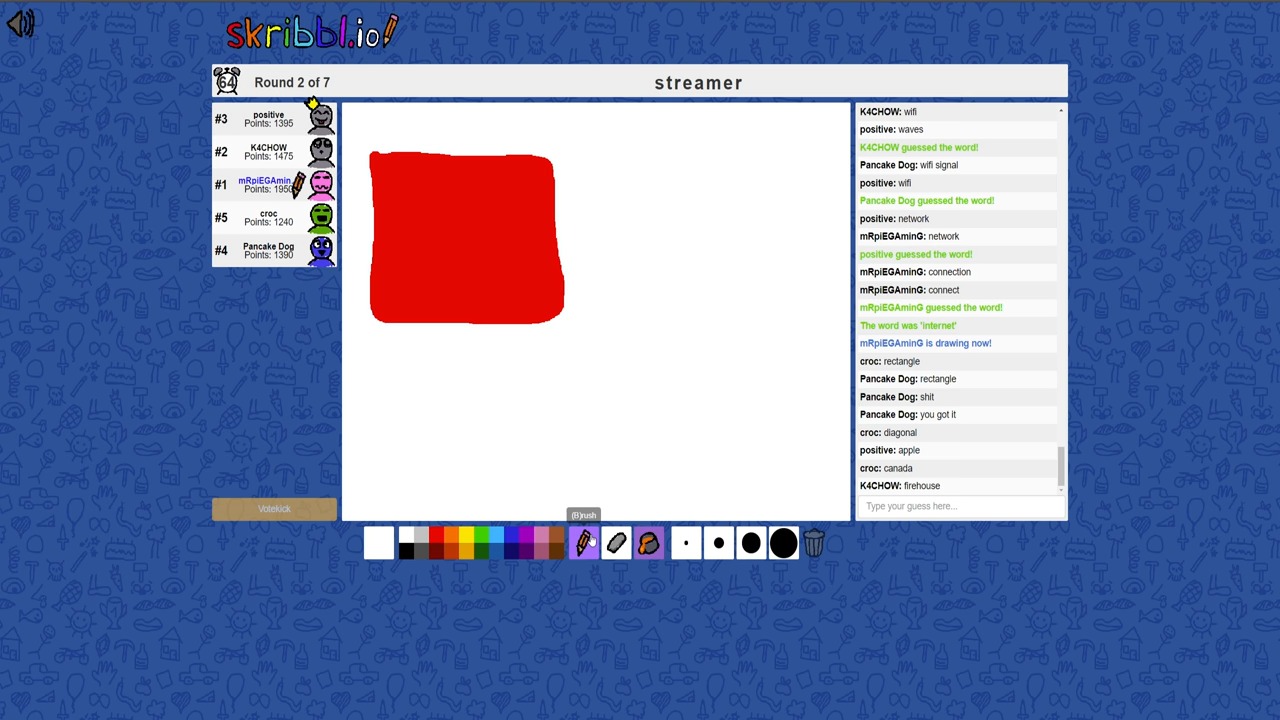 skribbl.io
64
Round 2 of 7
streamer
#3
positive
Points: 1395
#2
K4CHOW
Points: 1475
#1
mRpiEGAmin
Points: 1950
#5
croc
Points: 1240
#4
Pancake Dog
Points: 1390
Votekick
(B)rush
K4CHOW: wifi
positive: waves
K4CHOW guessed the word!
Pancake Dog: wifi signal
positive: wifi
Pancake Dog guessed the word!
positive: network
mRpiEGAminG: network
positive guessed the word!
mRpiEGAminG: connection
mRpiEGAminG: connect
mRpiEGAminG guessed the word!
The word was 'internet'
mRpiEGAminG is drawing now!
croc: rectangle
Pancake Dog: rectangle
Pancake Dog: shit
Pancake Dog: you got it
croc: diagonal
positive: apple
croc: canada
K4CHOW: firehouse
Type your guess here...